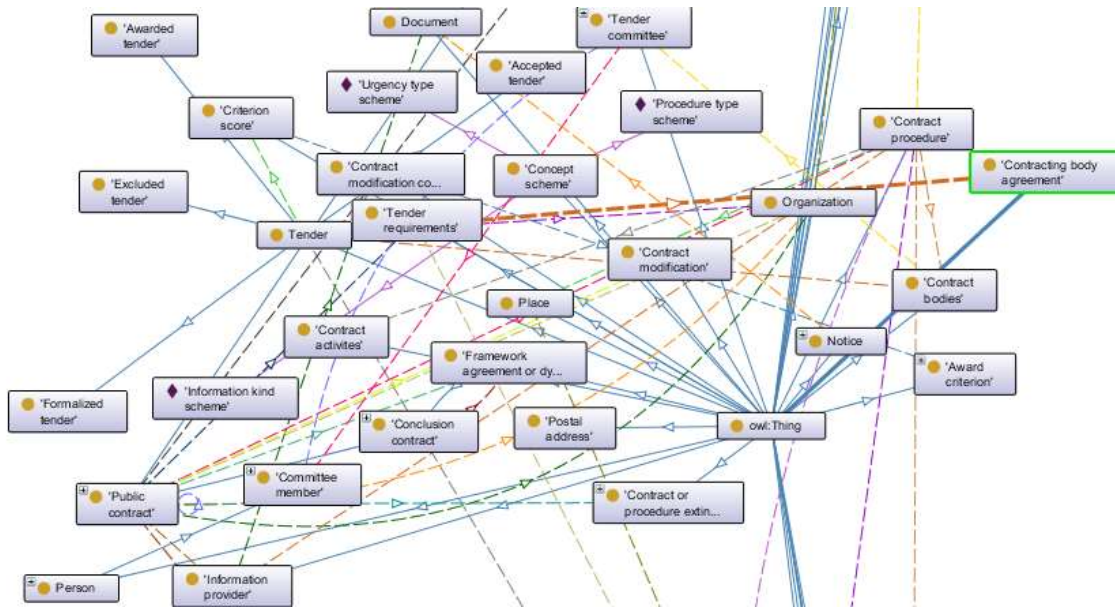 'Awarded
tender'
Document
'Tender
committee'
'Accepted
tender'
'Urgency type
scheme'
'Criterion
score'
'Procedure type
scheme'
'Contract
procedure'
'Contracting body
agreement'
'Contract
modification co...
'Concept
scheme'
'Excluded
tender'
'Tender
requirements'
Organization
Tender
'Contract
modification'
'Contract
bodies'
Place
'Contract
activites'
'Framework
agreement or dy...
Notice
'Award
criterion'
'Information kind
scheme'
'Formalized
tender'
'Conclusion
contract'
'Postal
address'
owl:Thing
'Committee
member'
'Public
contract'
'Contract or
procedure extin...
Person
'Information
provider'